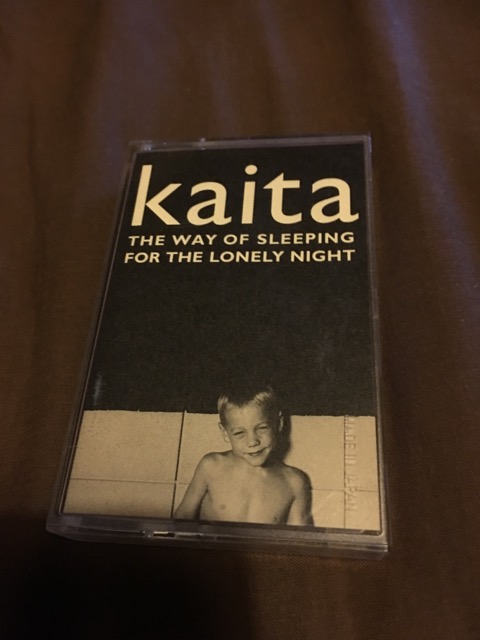 kaita
THE WAY OF SLEEPING
FOR THE LONELY NIGHT
MADE IN JAPAN